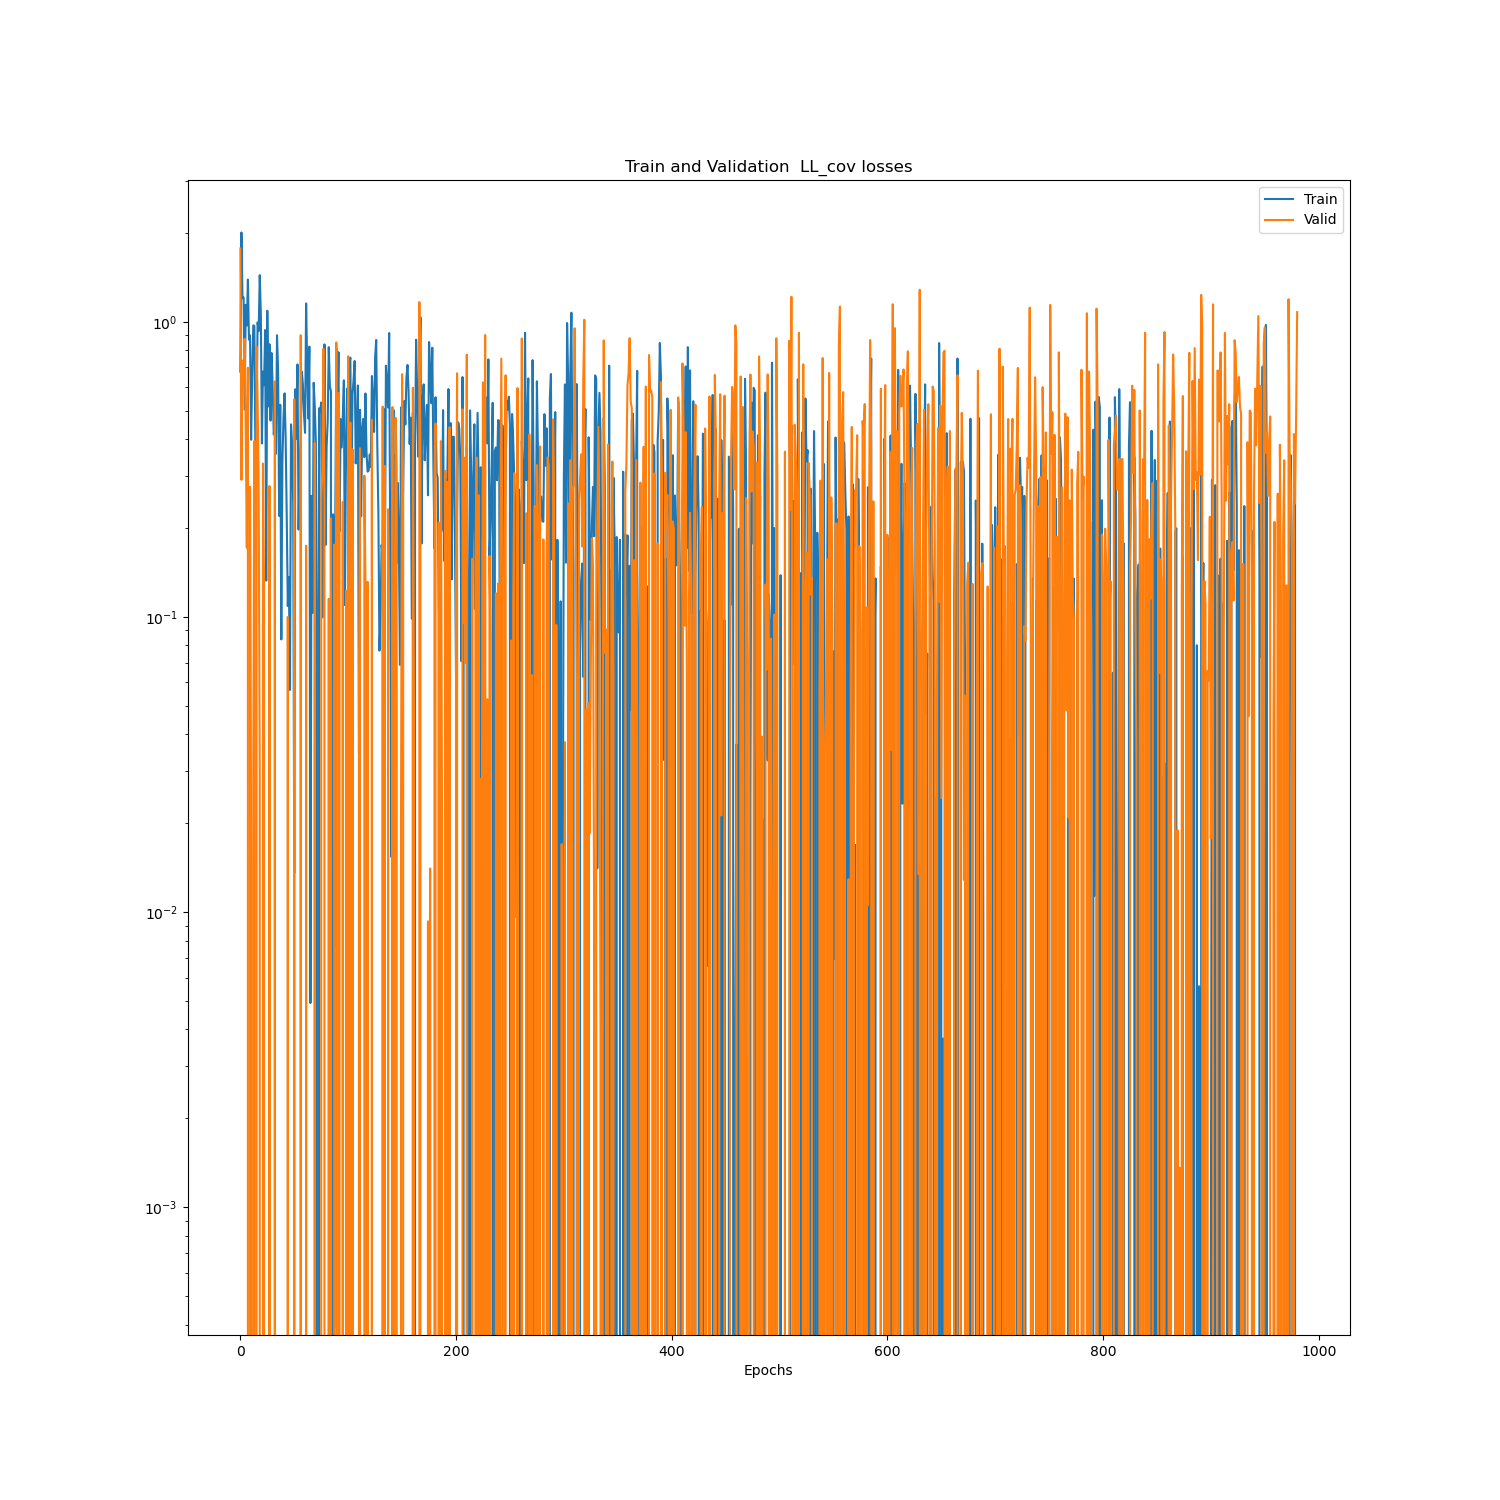 Train and Validation  LL_cov losses
Train
Valid
10^0
10^-1
10^-2
10^-3
0 200 400 600 800 1000
Epochs